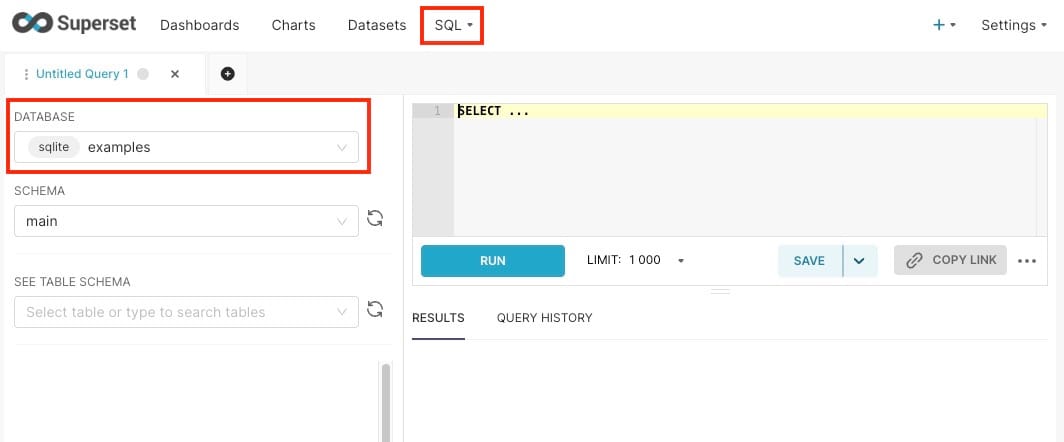 Superset Dashboards Charts Datasets SQL Settings
Untitled Query 1
DATABASE
sqlite examples
SCHEMA
main
SEE TABLE SCHEMA
Select table or type to search tables
1 SELECT ...
RUN LIMIT: 1 000 SAVE COPY LINK
RESULTS QUERY HISTORY